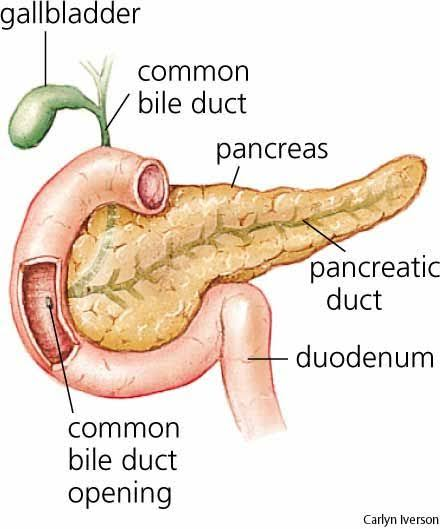 gallbladder
common
bile duct
pancreas
pancreatic
duct
duodenum
common
bile duct
opening
Carlyn Iverson